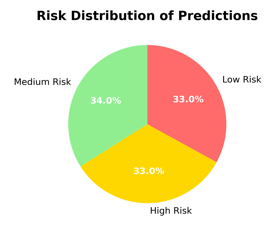 Risk Distribution of Predictions
Medium Risk
Low Risk
34.0%
33.0%
33.0%
High Risk